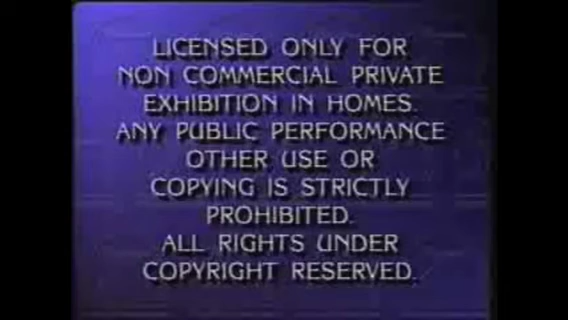 LICENSED ONLY FOR
NON COMMERCIAL PRIVATE
EXHIBITION IN HOMES.
ANY PUBLIC PERFORMANCE
OTHER USE OR
COPYING IS STRICTLY
PROHIBITED.
ALL RIGHTS UNDER
COPYRIGHT RESERVED.